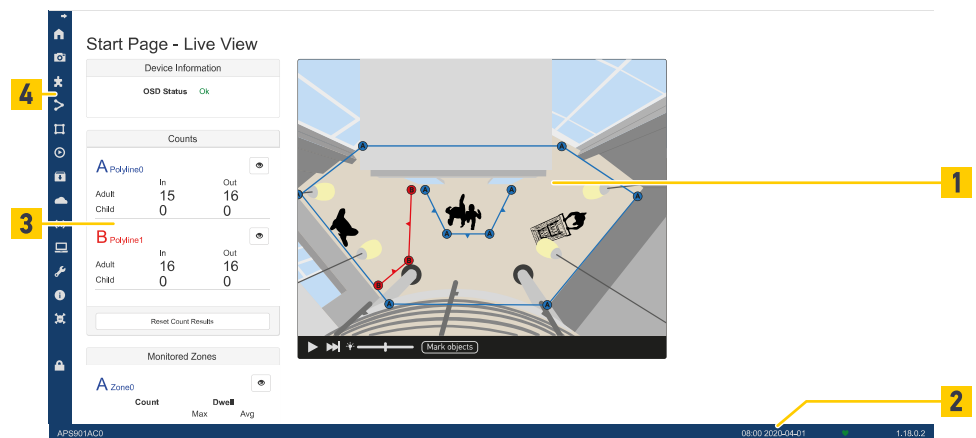 Start Page - Live View
Device Information
OSD Status Ok
Counts
A Polyline0
In Out
Adult 15 16
Child 0 0
B Polyline1
In Out
Adult 16 16
Child 0 0
Reset Count Results
Monitored Zones
A Zone0
Count Dwell
Max Avg
A A
A A
B A A
A A
B
B
A A
Mark objects
1
2
3
4
APS901AC0 08:00 2020-04-01 1.18.0.2